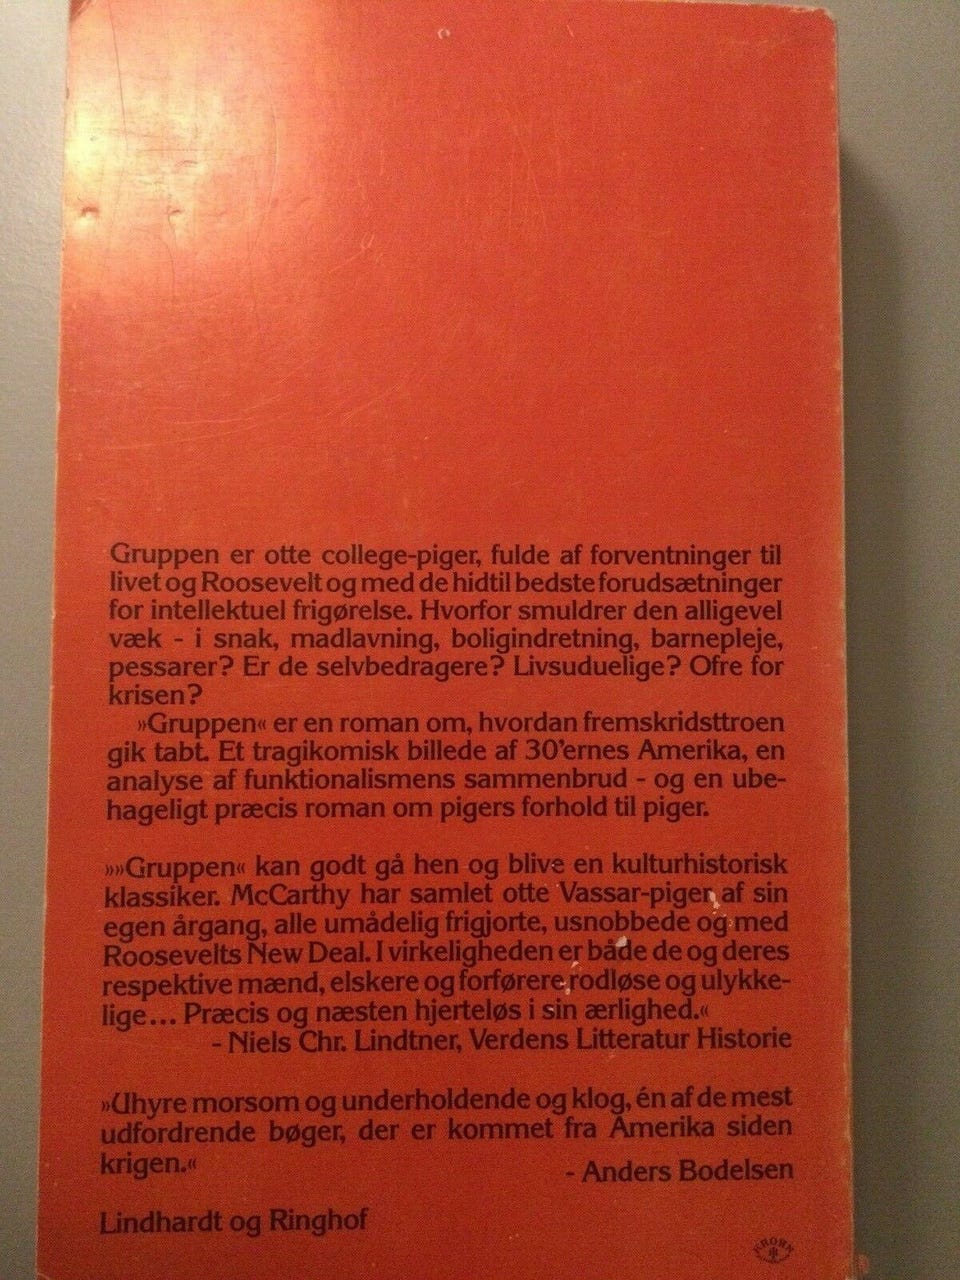 Gruppen er otte college-piger, fulde af forventninger til
livet og Roosevelt og med de hidtil bedste forudsætninger
for intellektuel frigørelse. Hvorfor smuldrer den alligevel
væk - i snak, madlavning, boligindretning, barnepleje,
pessarer? Er de selvbedragere? Livsuduelige? Ofre for
krisen?
»Gruppen« er en roman om, hvordan fremskridsttroen
gik tabt. Et tragikomisk billede af 30'ernes Amerika, en
analyse af funktionalismens sammenbrud - og en ube-
hageligt præcis roman om pigers forhold til piger.
»»Gruppen« kan godt gå hen og blive en kulturhistorisk
klassiker. McCarthy har samlet otte Vassar-piger af sin
egen årgang, alle umådelig frigjorte, usnobbede og med
Roosevelts New Deal. I virkeligheden er både de og deres
respektive mænd, elskere og forførere rodløse og ulykke-
lige... Præcis og næsten hjerteløs i sin ærlighed.«
- Niels Chr. Lindtner, Verdens Litteratur Historie
»Uhyre morsom og underholdende og klog, én af de mest
udfordrende bøger, der er kommet fra Amerika siden
krigen.«
- Anders Bodelsen
Lindhardt og Ringhof
KROHN